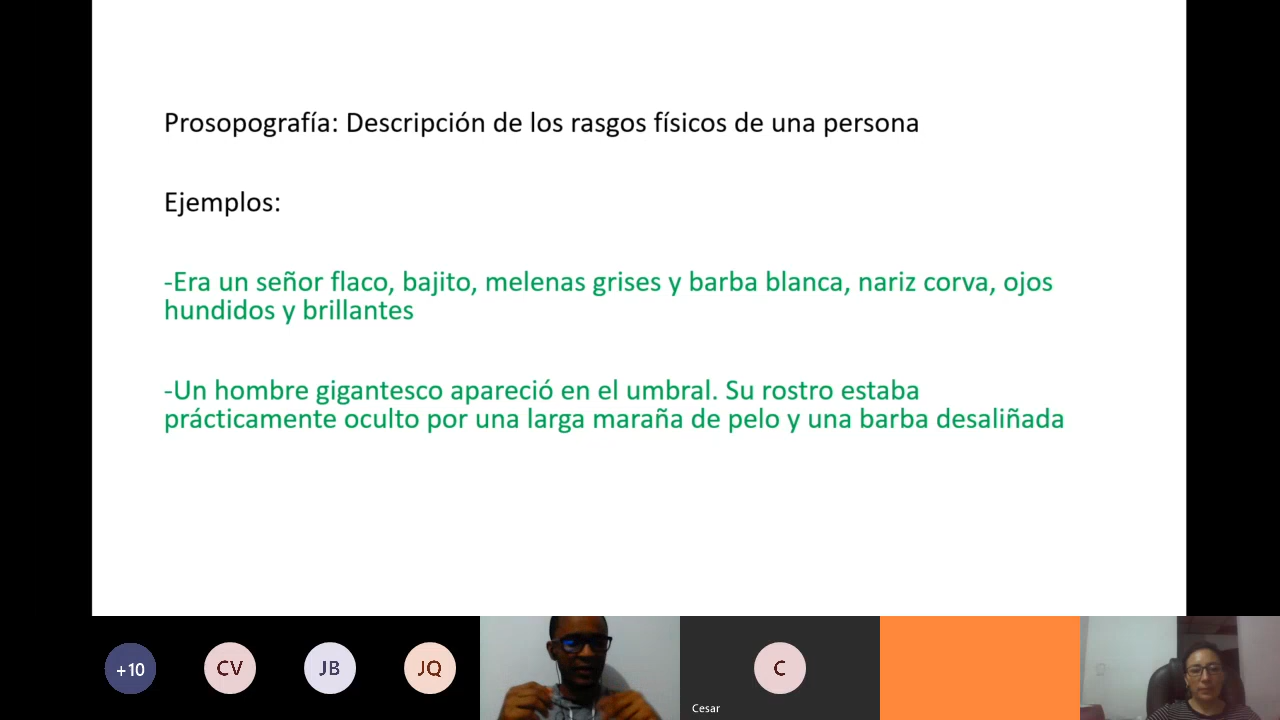 Prosopografía: Descripción de los rasgos físicos de una persona
Ejemplos:
-Era un señor flaco, bajito, melenas grises y barba blanca, nariz corva, ojos
hundidos y brillantes
-Un hombre gigantesco apareció en el umbral. Su rostro estaba
prácticamente oculto por una larga maraña de pelo y una barba desaliñada
+10
CV
JB
JQ
C
Cesar